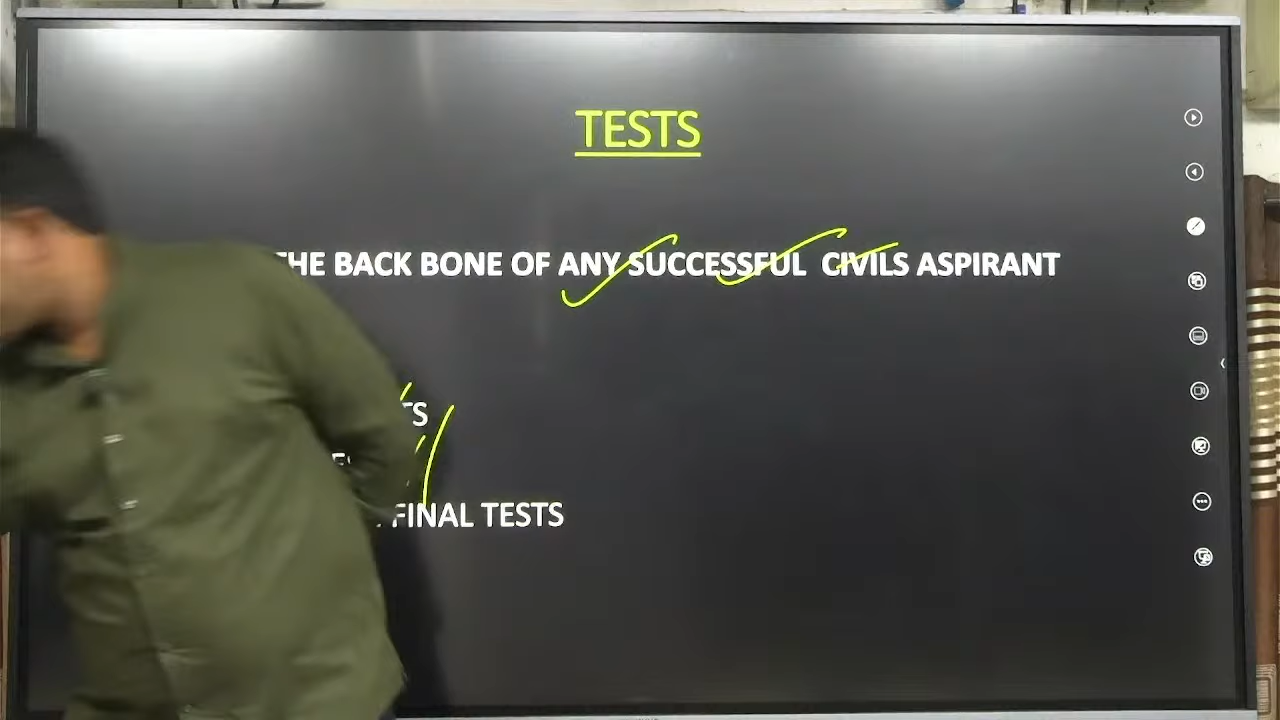 TESTS
THE BACK BONE OF ANY SUCCESSFUL CIVILS ASPIRANT
FINAL TESTS